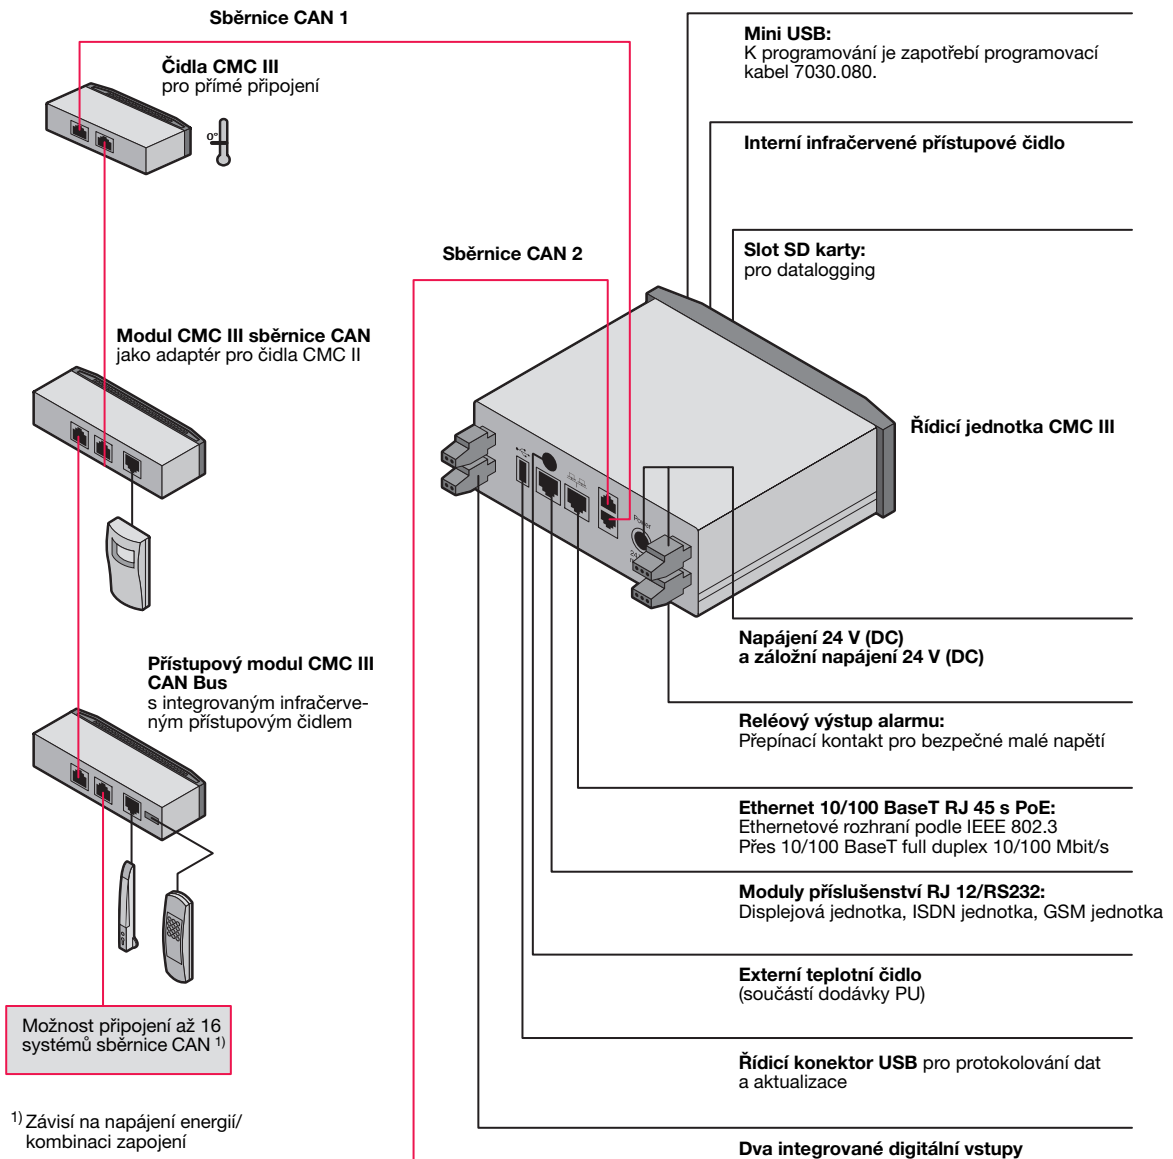 Sběrnice CAN 1
Čidla CMC III
pro přímé připojení
0°
Modul CMC III sběrnice CAN
jako adaptér pro čidla CMC II
Přístupový modul CMC III
CAN Bus
s integrovaným infračerve-
ným přístupovým čidlem
Možnost připojení až 16
systémů sběrnice CAN 1)
1) Závisí na napájení energií/
kombinaci zapojení
Sběrnice CAN 2
Mini USB:
K programování je zapotřebí programovací
kabel 7030.080.
Interní infračervené přístupové čidlo
Slot SD karty:
pro datalogging
Řídicí jednotka CMC III
Power
Napájení 24 V (DC)
a záložní napájení 24 V (DC)
Reléový výstup alarmu:
Přepínací kontakt pro bezpečné malé napětí
Ethernet 10/100 BaseT RJ 45 s PoE:
Ethernetové rozhraní podle IEEE 802.3
Přes 10/100 BaseT full duplex 10/100 Mbit/s
Moduly příslušenství RJ 12/RS232:
Displejová jednotka, ISDN jednotka, GSM jednotka
Externí teplotní čidlo
(součástí dodávky PU)
Řídicí konektor USB pro protokolování dat
a aktualizace
Dva integrované digitální vstupy